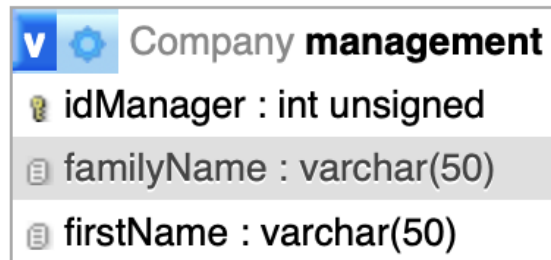 v Company management
idManager : int unsigned
familyName : varchar(50)
firstName : varchar(50)